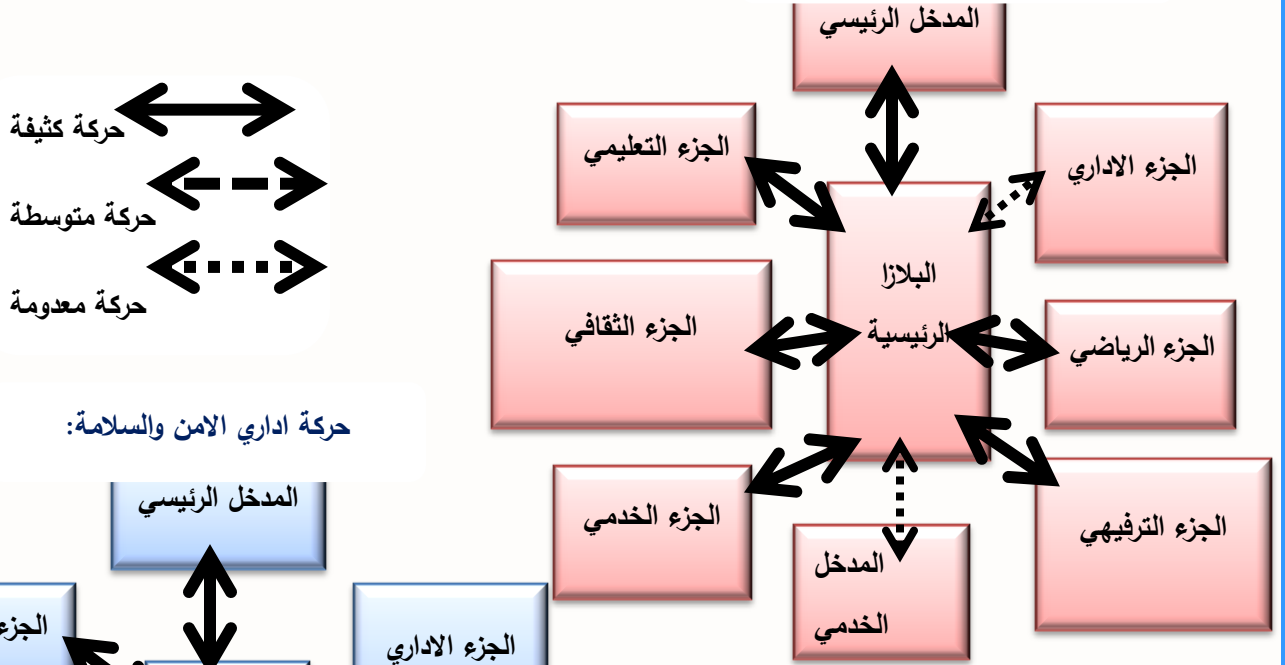 المدخل الرئيسي
حركة كثيفة
الجزء التعليمي
الجزء الاداري
حركة متوسطة
البلازا
الرئيسية
حركة معدومة
الجزء الثقافي
الجزء الرياضي
حركة اداري الامن والسلامة:
المدخل الرئيسي
الجزء الخدمي
الجزء الترفيهي
المدخل
الخدمي
الجزء
الجزء الاداري